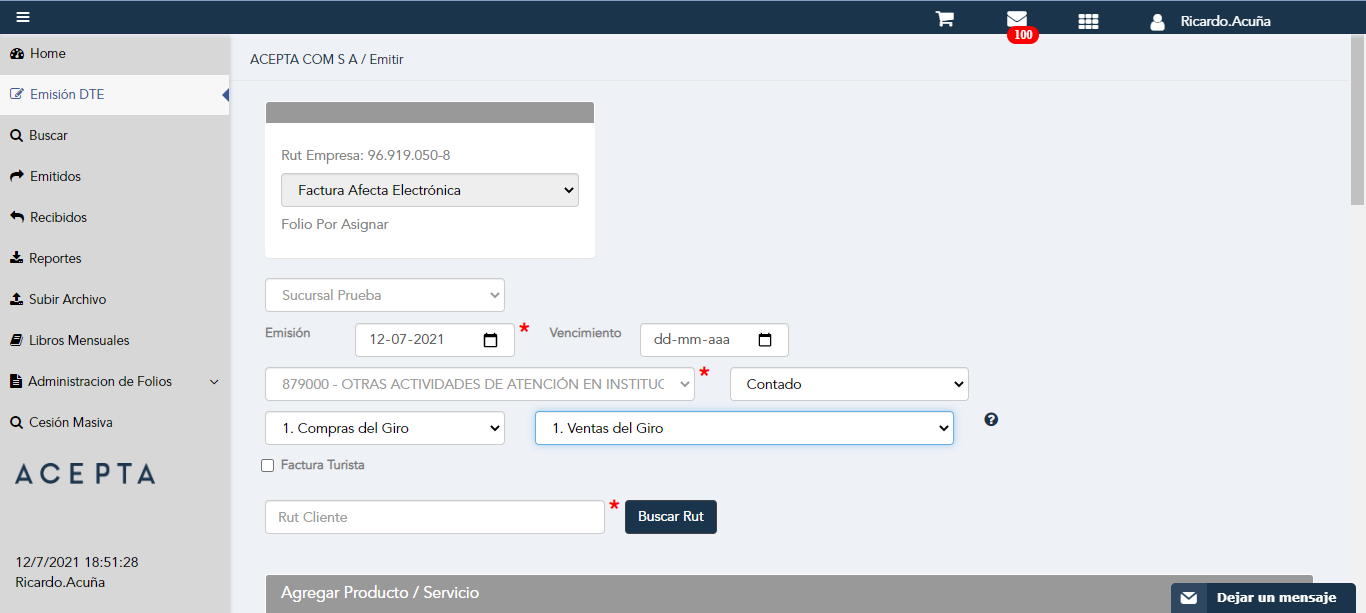 Ricardo.Acuña
100
Home
ACEPTA COM S A / Emitir
Emisión DTE
Buscar
Rut Empresa: 96.919.050-8
Emitidos
Factura Afecta Electrónica
Recibidos
Folio Por Asignar
Reportes
Subir Archivo
Sucursal Prueba
Libros Mensuales
Emisión 12-07-2021 * Vencimiento dd-mm-aaa
Administracion de Folios
879000 - OTRAS ACTIVIDADES DE ATENCIÓN EN INSTITUC * Contado
Cesión Masiva
1. Compras del Giro 1. Ventas del Giro ?
ACEPTA
Factura Turista
Rut Cliente * Buscar Rut
12/7/2021 18:51:28
Ricardo.Acuña
Agregar Producto / Servicio
Dejar un mensaje